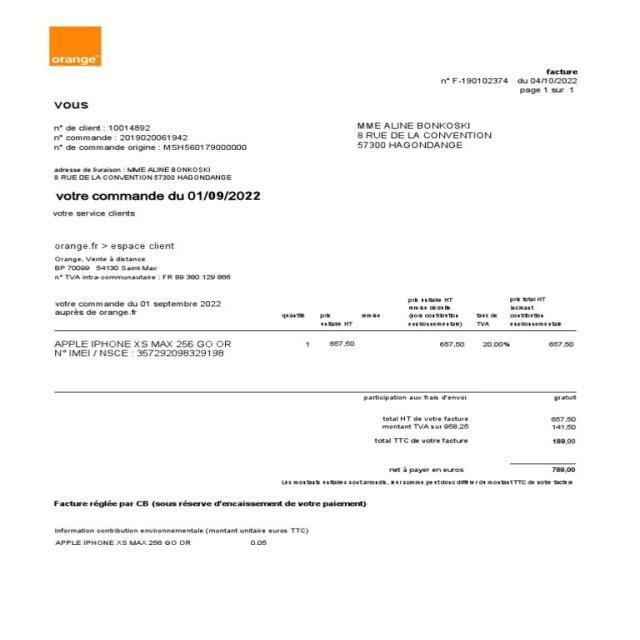 orange™
facture
n° F-190102374 du 04/10/2022
page 1 sur 1
vous
n° de client : 10014892
n° commande : 2019020061942
n° de commande origine : MSH560179000000
MME ALINE BONKOSKI
8 RUE DE LA CONVENTION
57300 HAGONDANGE
adresse de livraison : MME ALINE BONKOSKI
8 RUE DE LA CONVENTION 57300 HAGONDANGE
votre commande du 01/09/2022
votre service clients
orange.fr > espace client
Orange, Vente à distance
BP 70099 54130 Saint-Max
n° TVA intra-communautaire : FR 89 380 129 866
votre commande du 01 septembre 2022
auprès de orange.fr
quantité
prix unitaire HT
remise
prix unitaire HT
remise déduite
(hors contribution
environnementale)
taux de
TVA
prix total HT
incluant
contribution
environnementale
APPLE IPHONE XS MAX 256 GO OR 1 657,50 657,50 20,00% 657,50
N° IMEI / NSCE : 357292098329198
participation aux frais d'envoi gratuit
total HT de votre facture 657,50
montant TVA sur 958,25 141,50
total TTC de votre facture 189,00
net à payer en euros 789,00
Les montants unitaires sont arrondis, leur somme peut donc différer du montant TTC de votre facture
Facture réglée par CB (sous réserve d'encaissement de votre paiement)
information contribution environnementale (montant unitaire euros TTC)
APPLE IPHONE XS MAX 256 GO OR 0.05